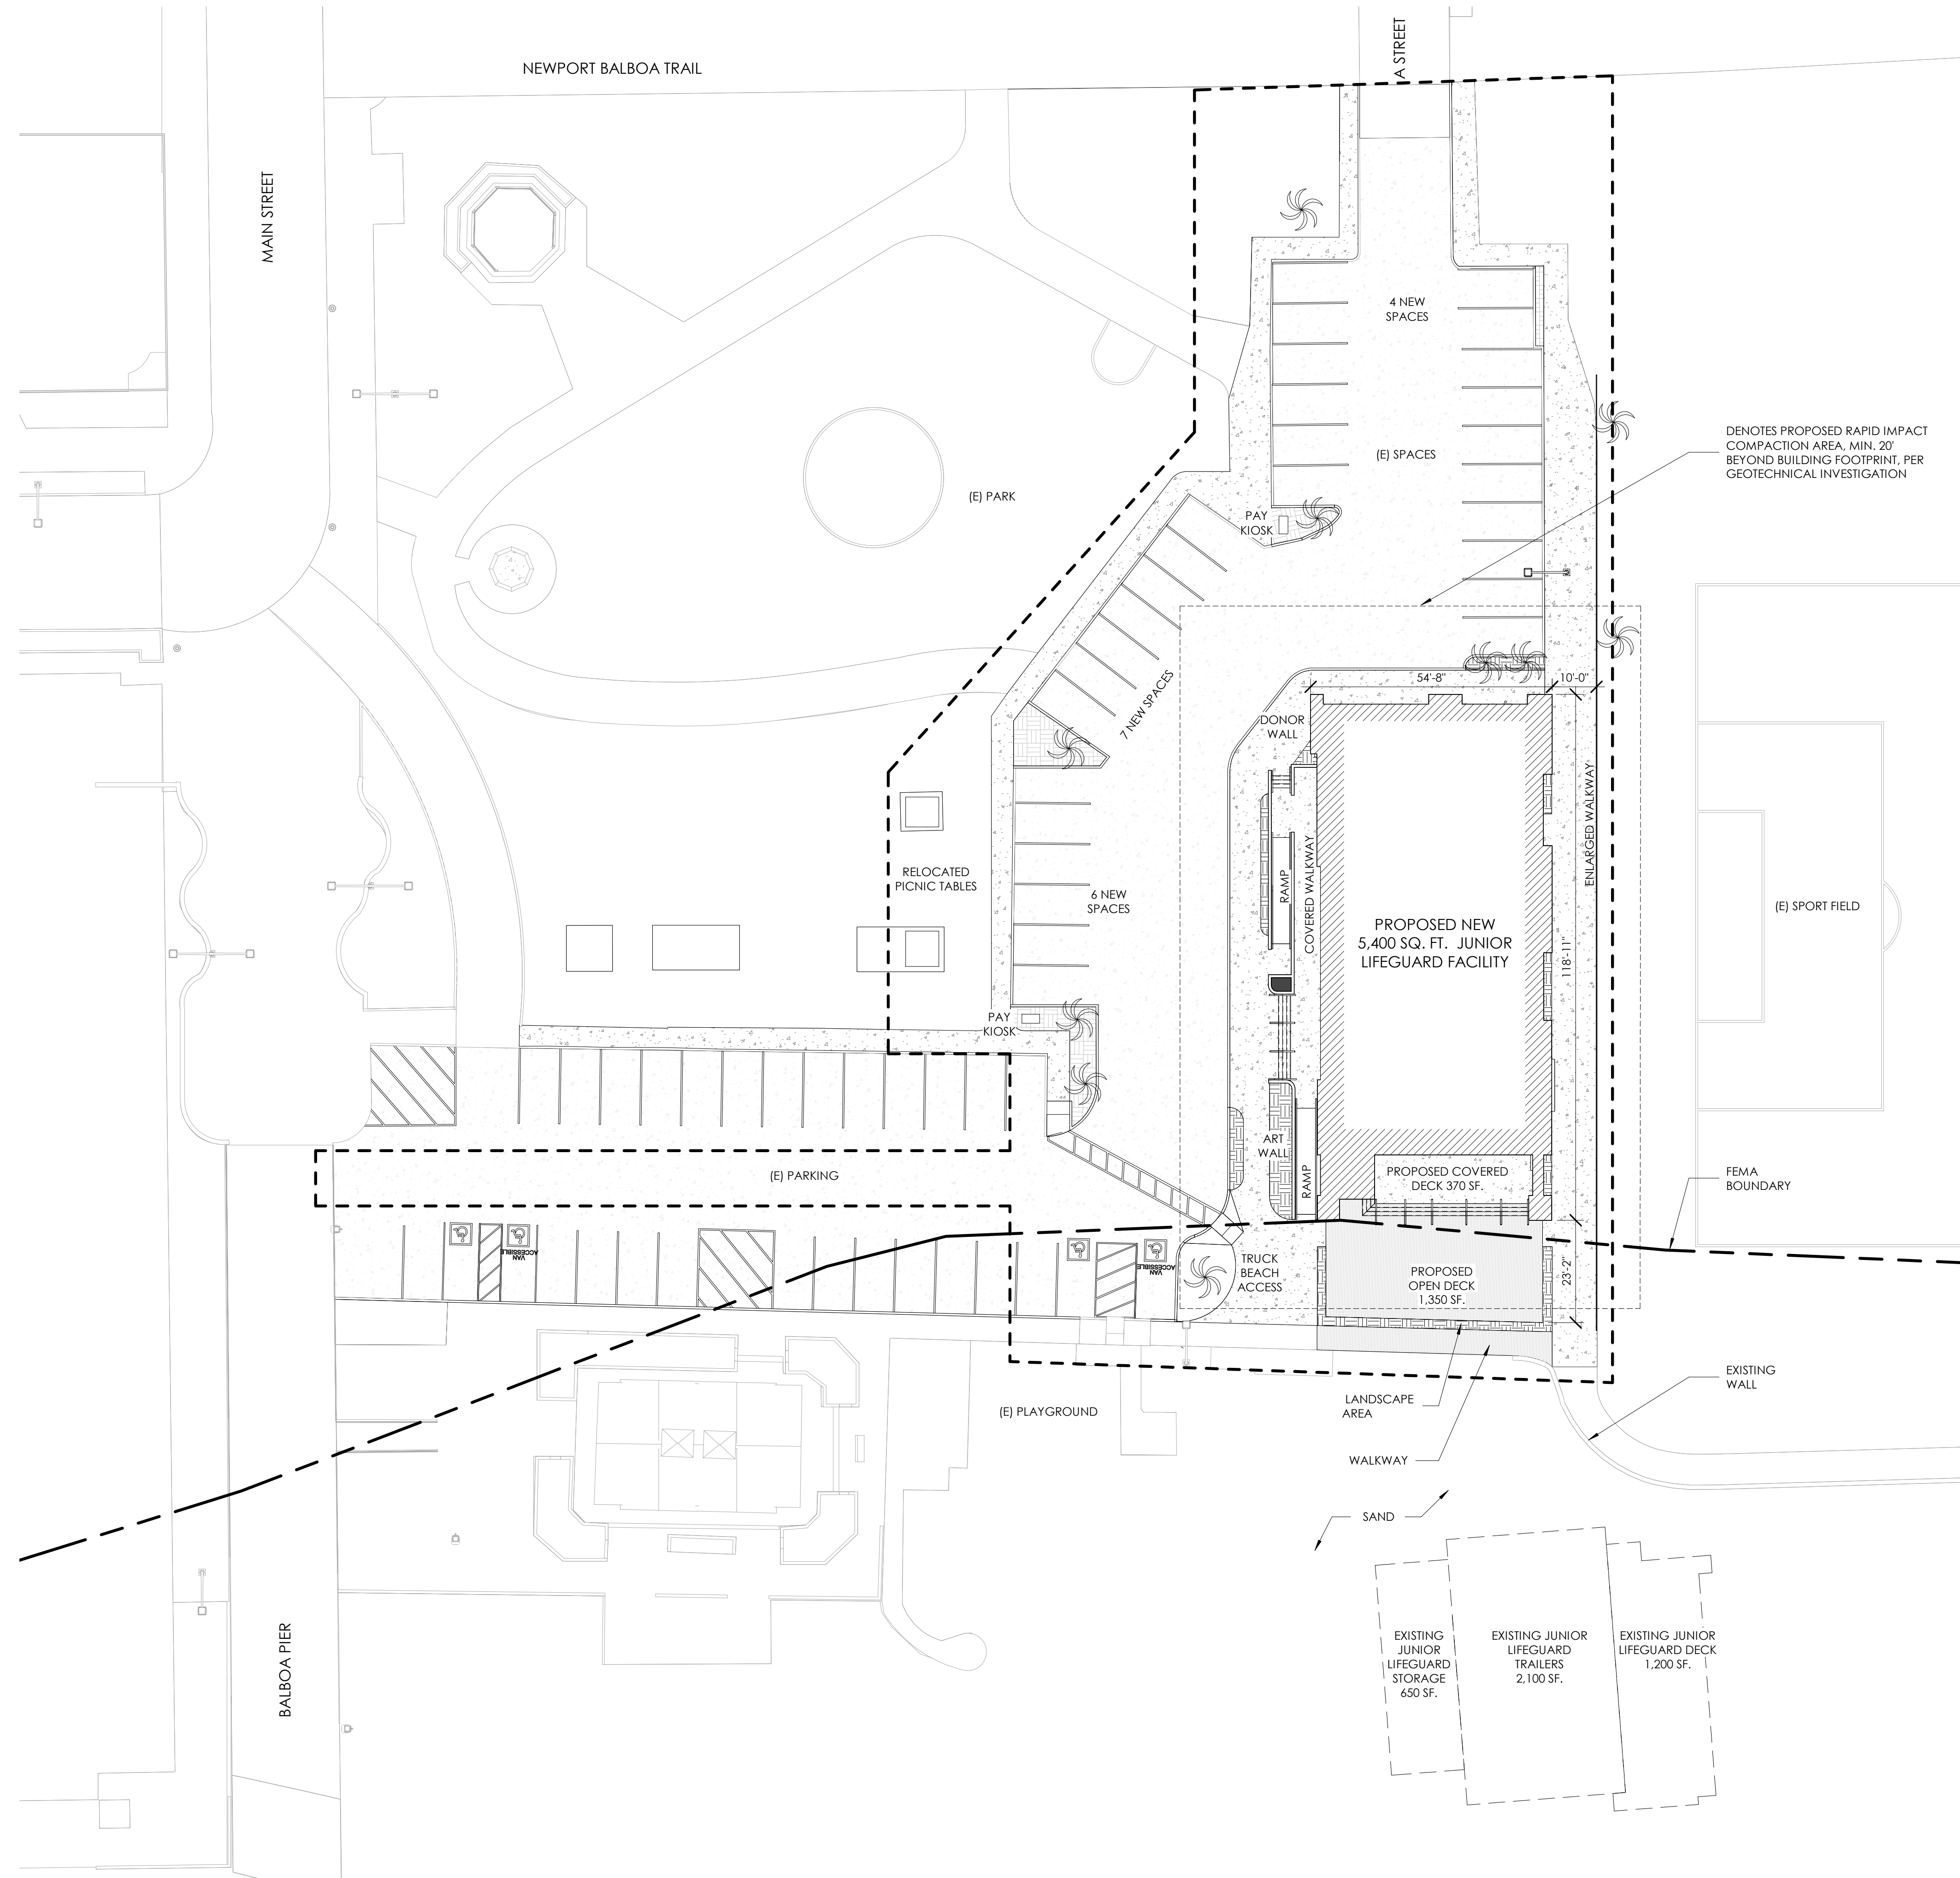 NEWPORT BALBOA TRAIL
A STREET
MAIN STREET
4 NEW
SPACES
(E) SPACES
DENOTES PROPOSED RAPID IMPACT
COMPACTION AREA, MIN. 20'
BEYOND BUILDING FOOTPRINT, PER
GEOTECHNICAL INVESTIGATION
(E) PARK
PAY
KIOSK
7 NEW SPACES
54'-8"
10'-0"
DONOR
WALL
ENLARGED WALKWAY
RELOCATED
PICNIC TABLES
6 NEW
SPACES
RAMP
COVERED WALKWAY
PROPOSED NEW
5,400 SQ. FT. JUNIOR
LIFEGUARD FACILITY
118'-11"
(E) SPORT FIELD
PAY
KIOSK
ART
WALL
RAMP
(E) PARKING
PROPOSED COVERED
DECK 370 SF.
FEMA
BOUNDARY
VAN
ACCESSIBLE
VAN
ACCESSIBLE
TRUCK
BEACH
ACCESS
PROPOSED
OPEN DECK
1,350 SF.
23'-2"
EXISTING
WALL
LANDSCAPE
AREA
(E) PLAYGROUND
WALKWAY
SAND
BALBOA PIER
EXISTING
JUNIOR
LIFEGUARD
STORAGE
650 SF.
EXISTING JUNIOR
LIFEGUARD
TRAILERS
2,100 SF.
EXISTING JUNIOR
LIFEGUARD DECK
1,200 SF.